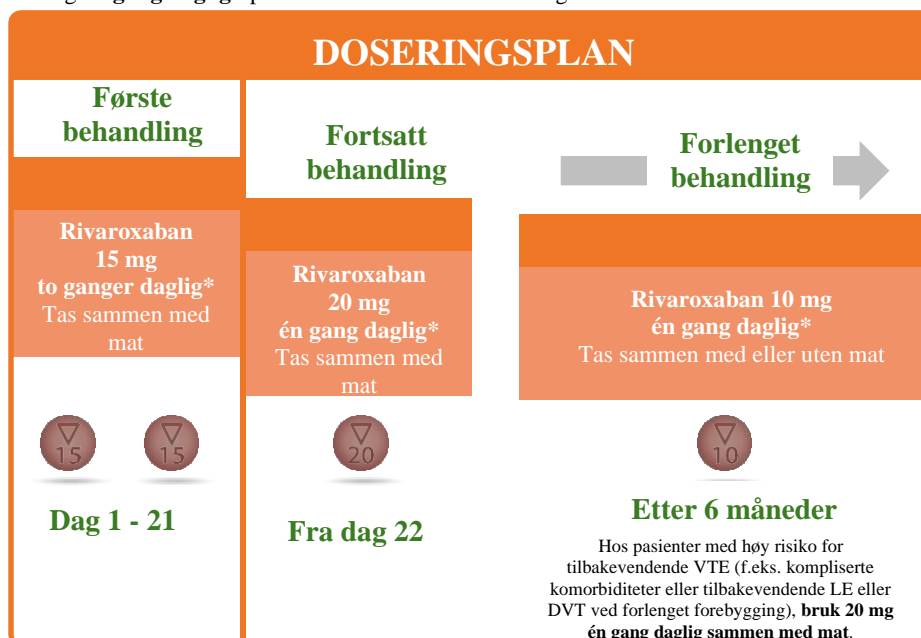 DOSERINGSPLAN
Første
behandling
Rivaroxaban
15 mg
to ganger daglig*
Tas sammen med
mat
15
15
Dag 1 - 21
Fortsatt
behandling
Rivaroxaban
20 mg
én gang daglig*
Tas sammen med
mat
20
Fra dag 22
Forlenget
behandling
Rivaroxaban 10 mg
én gang daglig*
Tas sammen med eller uten mat
10
Etter 6 måneder
Hos pasienter med høy risiko for
tilbakevendende VTE (f.eks. kompliserte
komorbiditeter eller tilbakevendende LE eller
DVT ved forlenget forebygging), bruk 20 mg
én gang daglig sammen med mat.